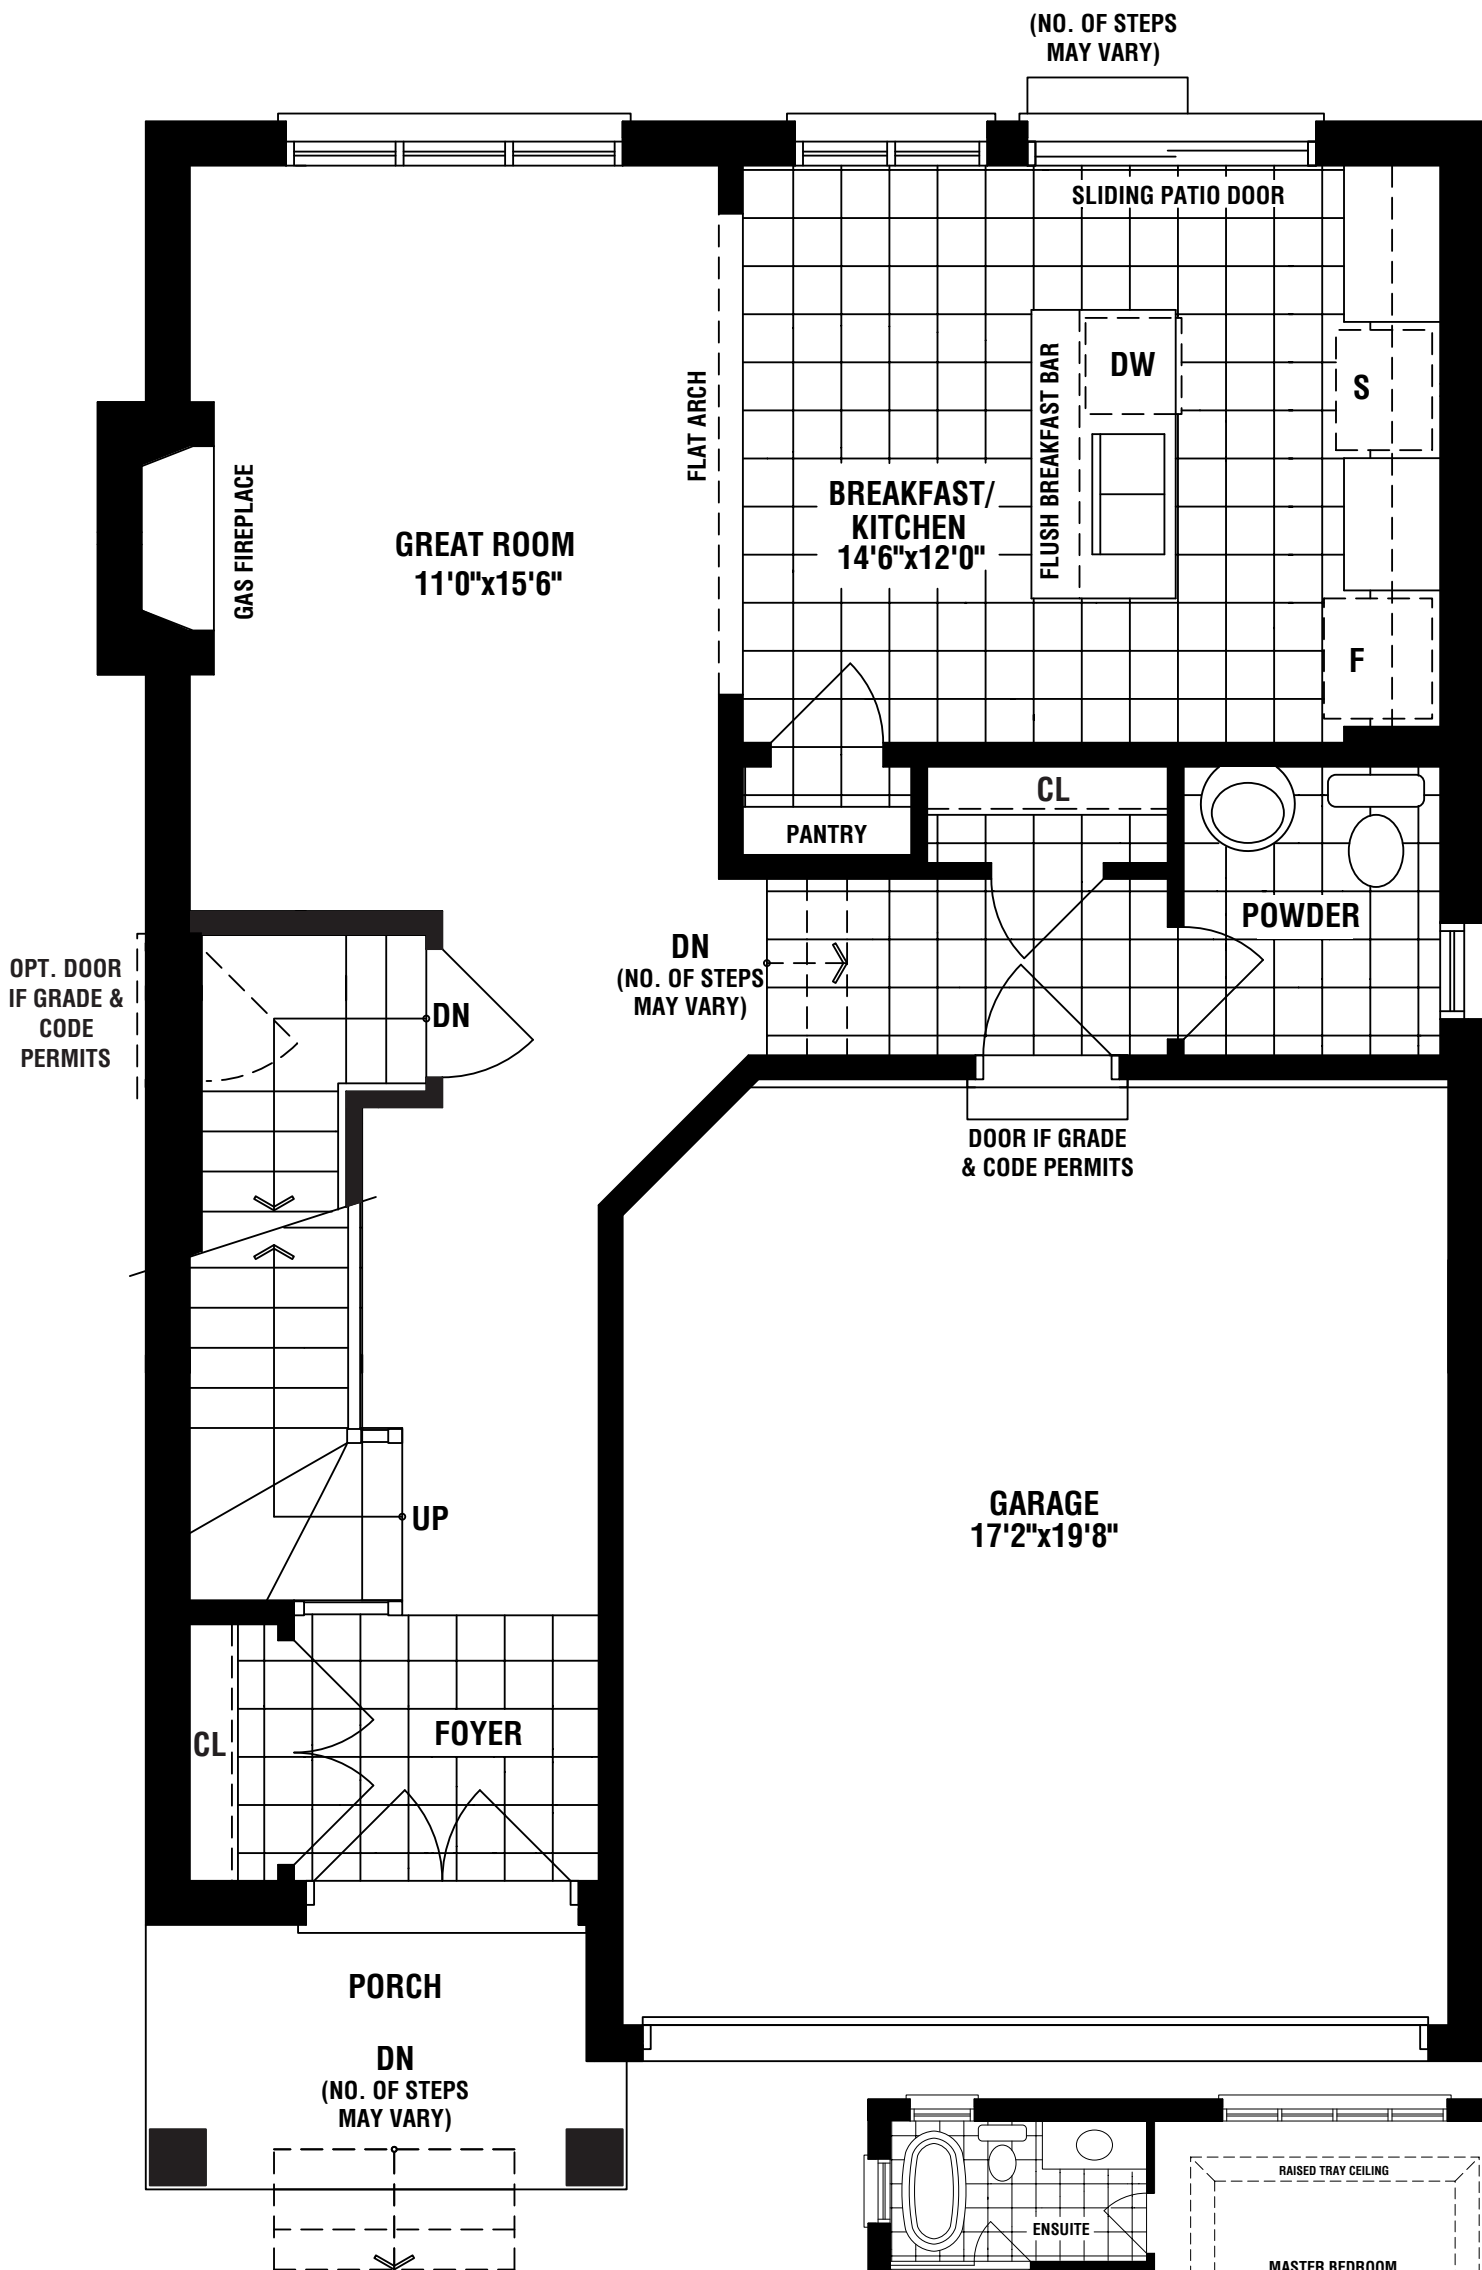 (NO. OF STEPS
MAY VARY)
SLIDING PATIO DOOR
FLUSH BREAKFAST BAR
DW
S
FLAT ARCH
GAS FIREPLACE
GREAT ROOM
11'0"x15'6"
BREAKFAST/
KITCHEN
14'6"x12'0"
F
CL
PANTRY
POWDER
DN
(NO. OF STEPS
MAY VARY)
OPT. DOOR
IF GRADE &
CODE
PERMITS
DN
DOOR IF GRADE
& CODE PERMITS
UP
GARAGE
17'2"x19'8"
CL
FOYER
PORCH
DN
(NO. OF STEPS
MAY VARY)
RAISED TRAY CEILING
ENSUITE
MASTER BEDROOM